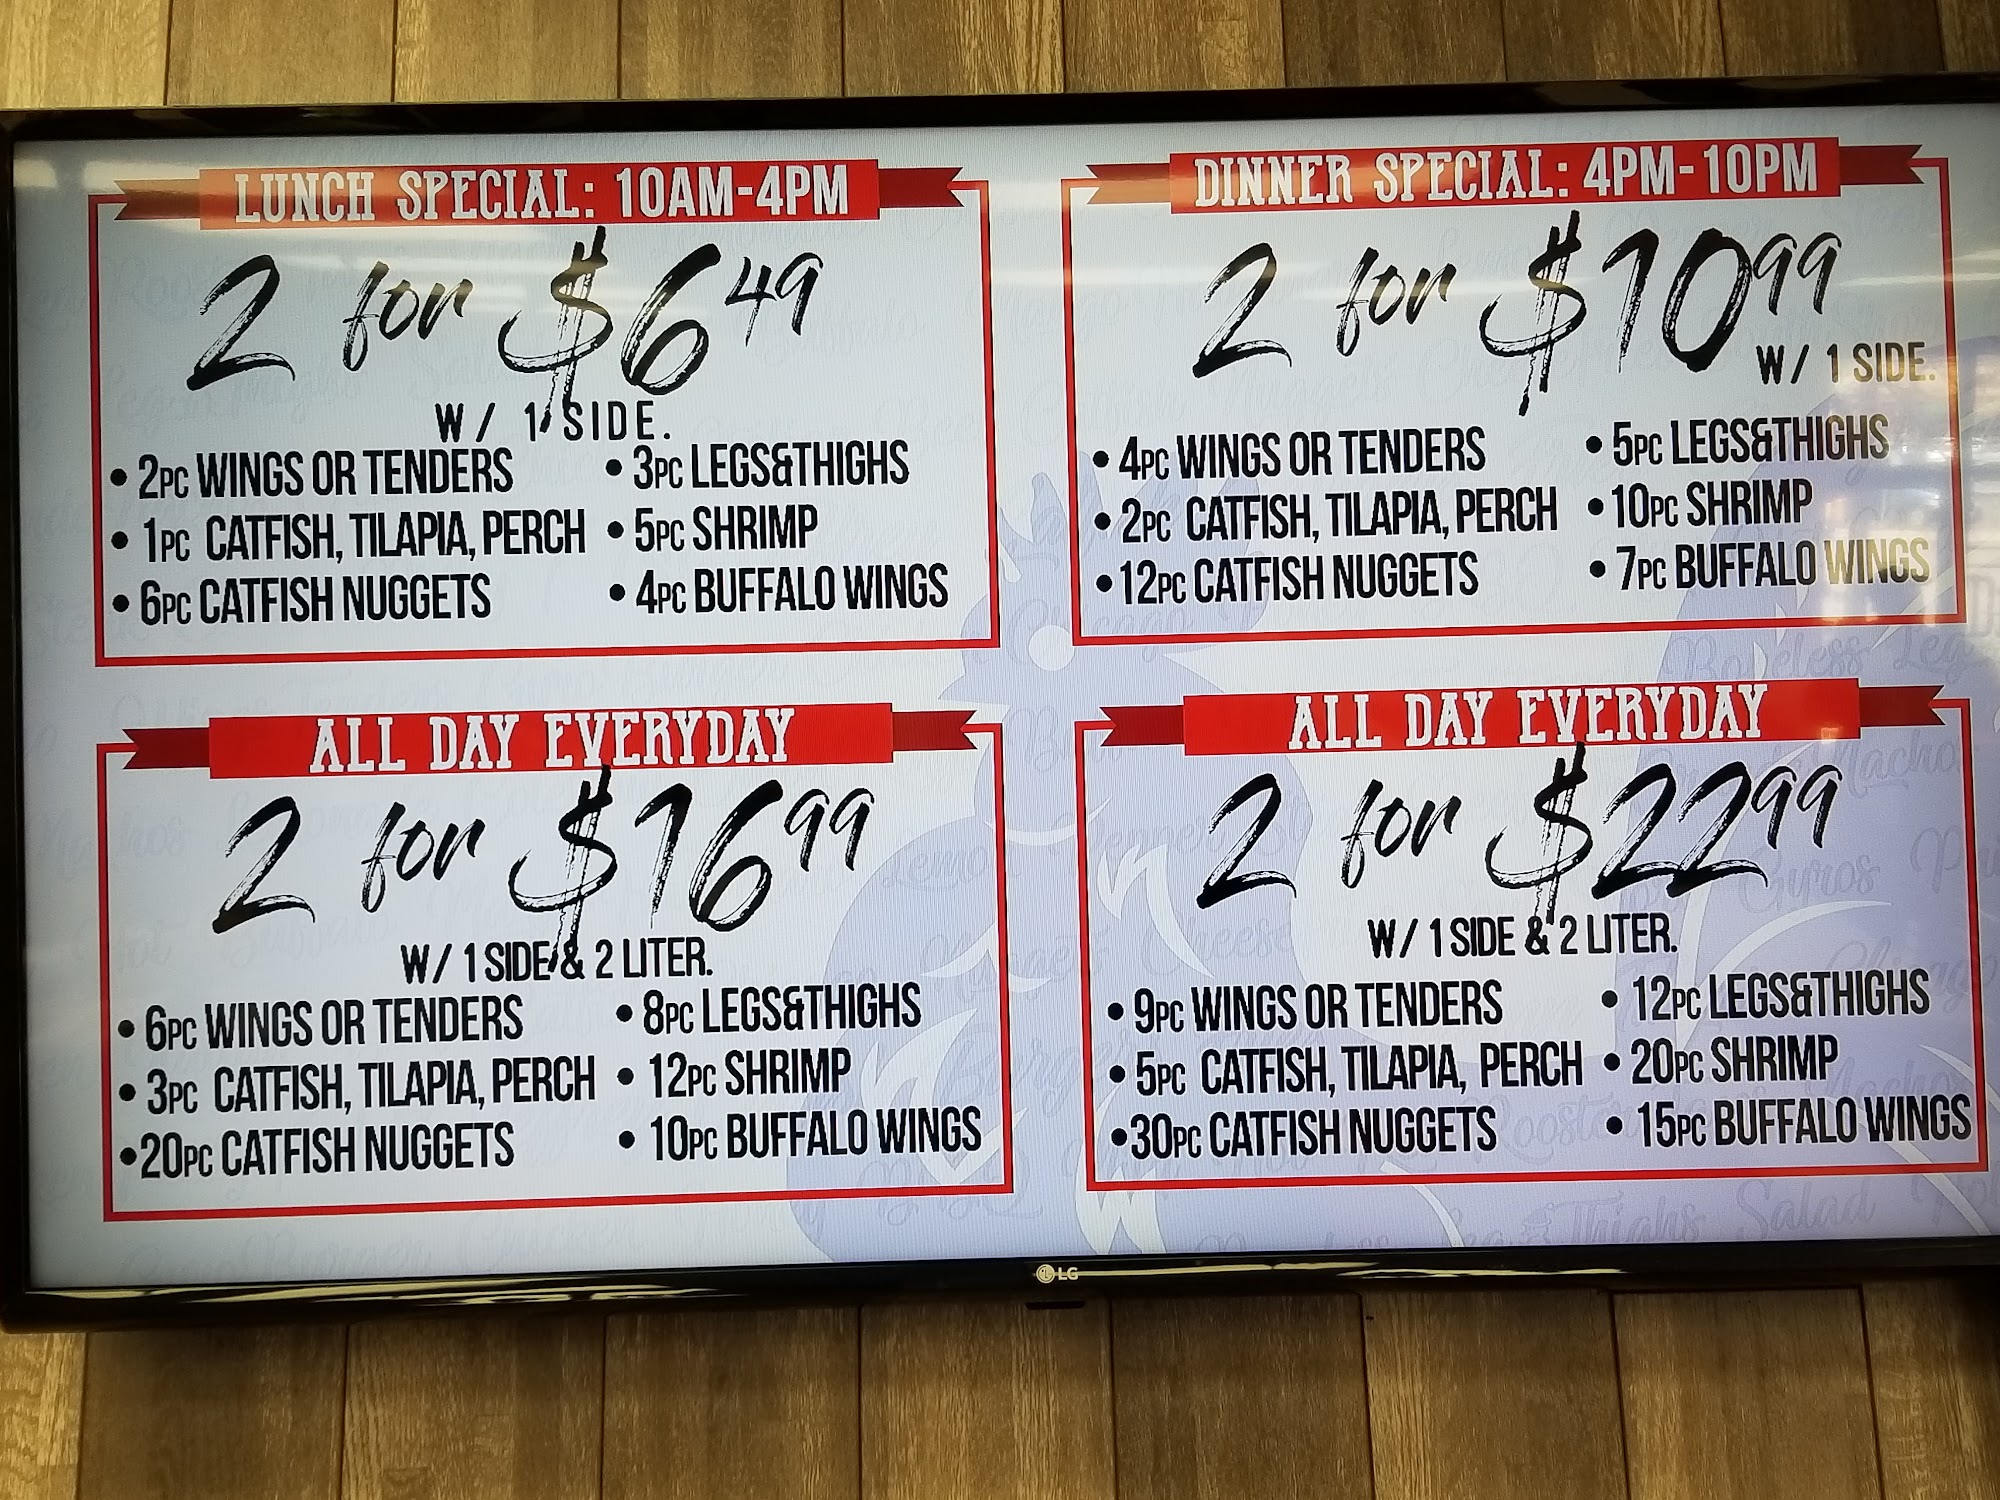 LUNCH SPECIAL: 10AM-4PM
2 for $6 49
W/ 1 SIDE.
• 2PC WINGS OR TENDERS
• 1PC CATFISH, TILAPIA, PERCH
• 6PC CATFISH NUGGETS
• 3PC LEGS&THIGHS
• 5PC SHRIMP
• 4PC BUFFALO WINGS
DINNER SPECIAL: 4PM-10PM
2 for $10 99
W/ 1 SIDE.
• 4PC WINGS OR TENDERS
• 2PC CATFISH, TILAPIA, PERCH
• 12PC CATFISH NUGGETS
• 5PC LEGS&THIGHS
• 10PC SHRIMP
• 7PC BUFFALO WINGS
ALL DAY EVERYDAY
2 for $16 99
W/ 1 SIDE & 2 LITER.
• 6PC WINGS OR TENDERS
• 3PC CATFISH, TILAPIA, PERCH
• 20PC CATFISH NUGGETS
• 8PC LEGS&THIGHS
• 12PC SHRIMP
• 10PC BUFFALO WINGS
ALL DAY EVERYDAY
2 for $22 99
W/ 1 SIDE & 2 LITER.
• 9PC WINGS OR TENDERS
• 5PC CATFISH, TILAPIA, PERCH
• 30PC CATFISH NUGGETS
• 12PC LEGS&THIGHS
• 20PC SHRIMP
• 15PC BUFFALO WINGS
LG